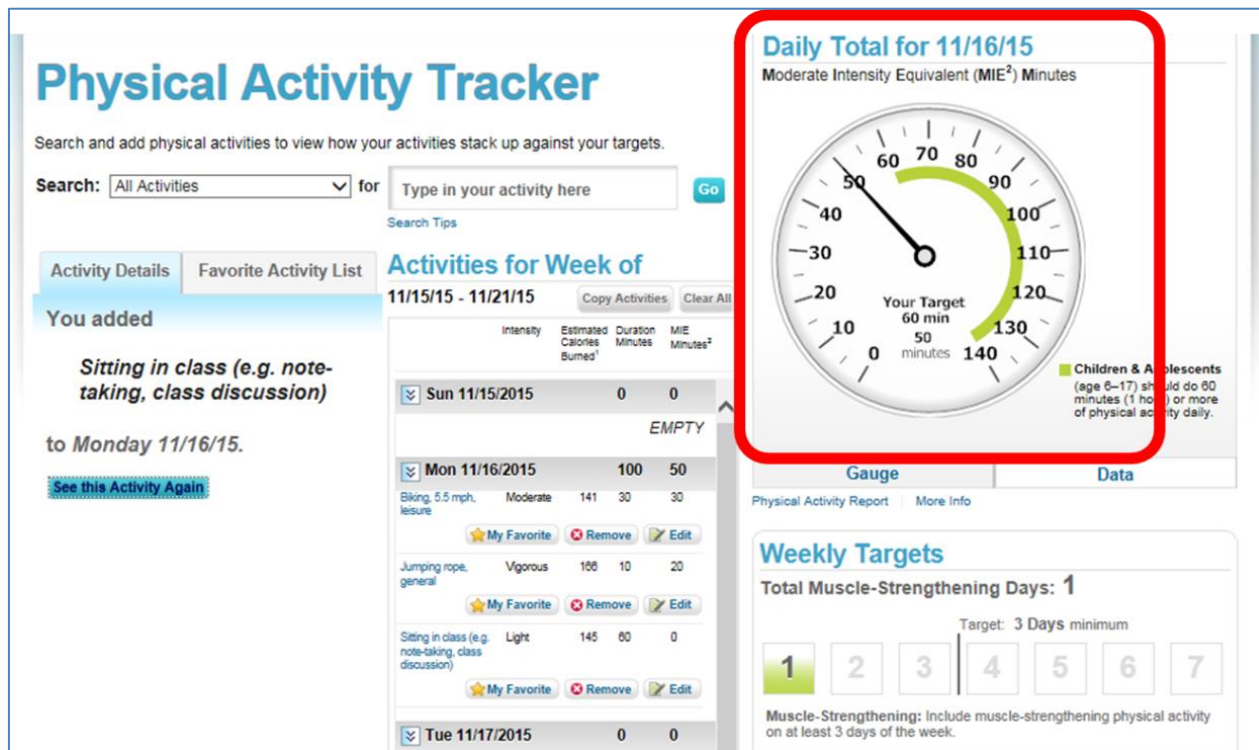 Physical Activity Tracker
Search and add physical activities to view how your activities stack up against your targets.
Search: All Activities for Type in your activity here Go
Search Tips
Activity Details Favorite Activity List
You added
Sitting in class (e.g. note-
taking, class discussion)
to Monday 11/16/15.
See this Activity Again
Activities for Week of
11/15/15 - 11/21/15 Copy Activities Clear All
Intensity Estimated Calories Burned¹ Duration Minutes MIE Minutes²
Sun 11/15/2015 0 0
EMPTY
Mon 11/16/2015 100 50
Biking, 5.5 mph, Moderate 141 30 30
leisure
My Favorite Remove Edit
Jumping rope, Vigorous 166 10 20
general
My Favorite Remove Edit
Sitting in class (e.g. Light 145 60 0
note-taking, class
discussion)
My Favorite Remove Edit
Tue 11/17/2015 0 0
Daily Total for 11/16/15
Moderate Intensity Equivalent (MIE²) Minutes
0 10 20 30 40 50 60 70 80 90 100 110 120 130 140
Your Target
60 min
50
minutes
Children & Adolescents
(age 6–17) should do 60
minutes (1 hour) or more
of physical activity daily.
Gauge Data
Physical Activity Report More Info
Weekly Targets
Total Muscle-Strengthening Days: 1
Target: 3 Days minimum
1 2 3 4 5 6 7
Muscle-Strengthening: Include muscle-strengthening physical activity
on at least 3 days of the week.